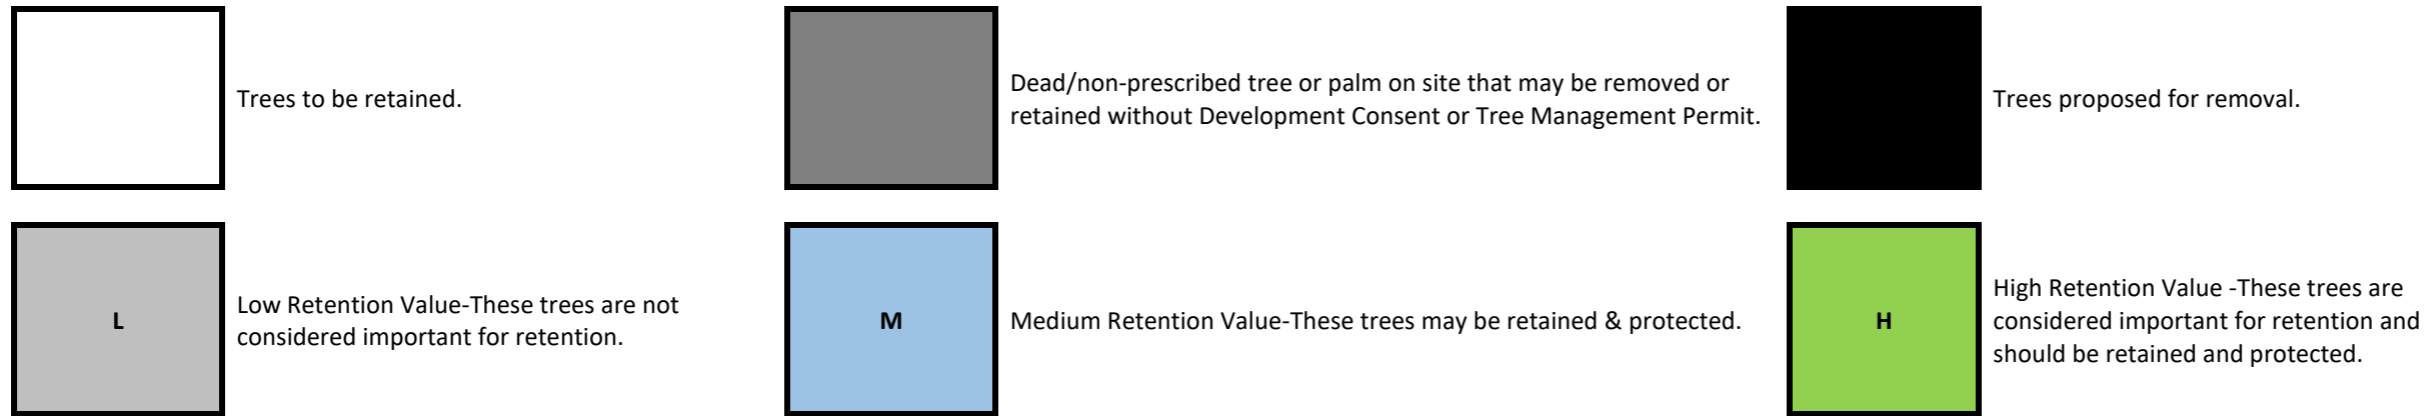 Trees to be retained.
Dead/non-prescribed tree or palm on site that may be removed or
retained without Development Consent or Tree Management Permit.
Trees proposed for removal.
L
Low Retention Value-These trees are not
considered important for retention.
M
Medium Retention Value-These trees may be retained & protected.
H
High Retention Value -These trees are
considered important for retention and
should be retained and protected.